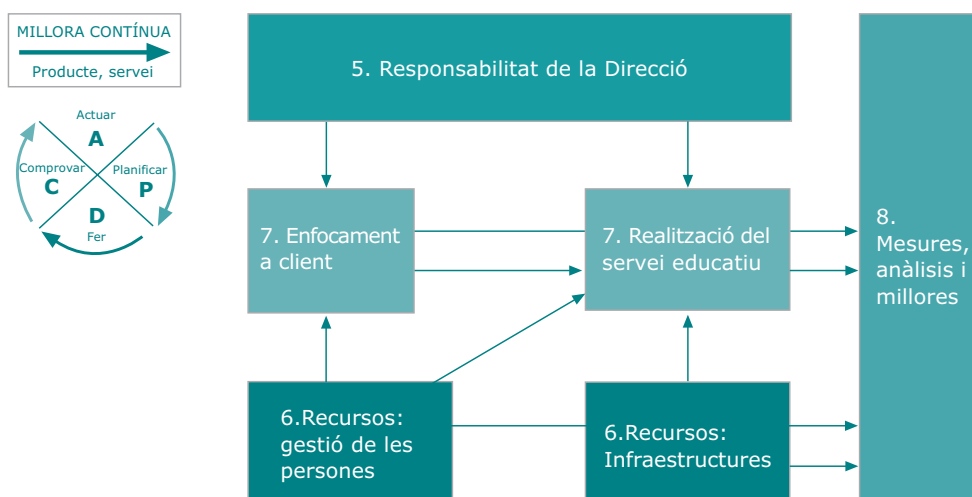 MILLORA CONTÍNUA
Producte, servei
Actuar
A
Comprovar
C
Planificar
P
D
Fer
5. Responsabilitat de la Direcció
7. Enfocament
a client
7. Realització del
servei educatiu
8.
Mesures,
anàlisis i
millores
6.Recursos:
gestió de les
persones
6.Recursos:
Infraestructures